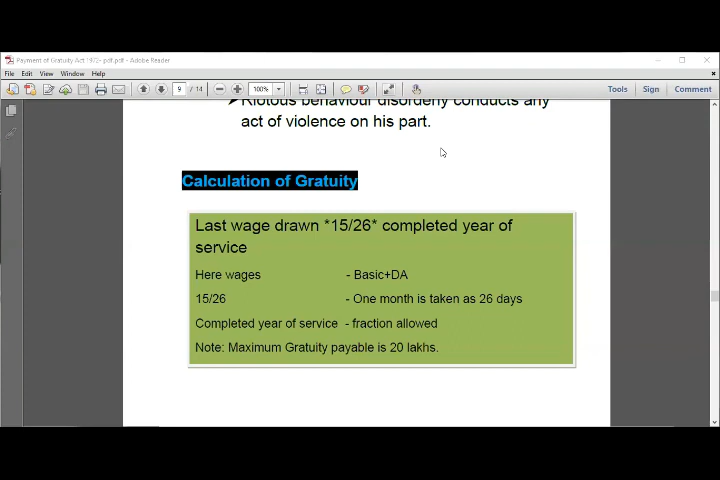 Payment of Gratuity Act 1972- pdf.pdf - Adobe Reader
File Edit View Window Help
9 / 14 100% Tools Sign Comment
Riotous behaviour disorderly conducts any
act of violence on his part.
Calculation of Gratuity
Last wage drawn *15/26* completed year of
service
Here wages - Basic+DA
15/26 - One month is taken as 26 days
Completed year of service - fraction allowed
Note: Maximum Gratuity payable is 20 lakhs.